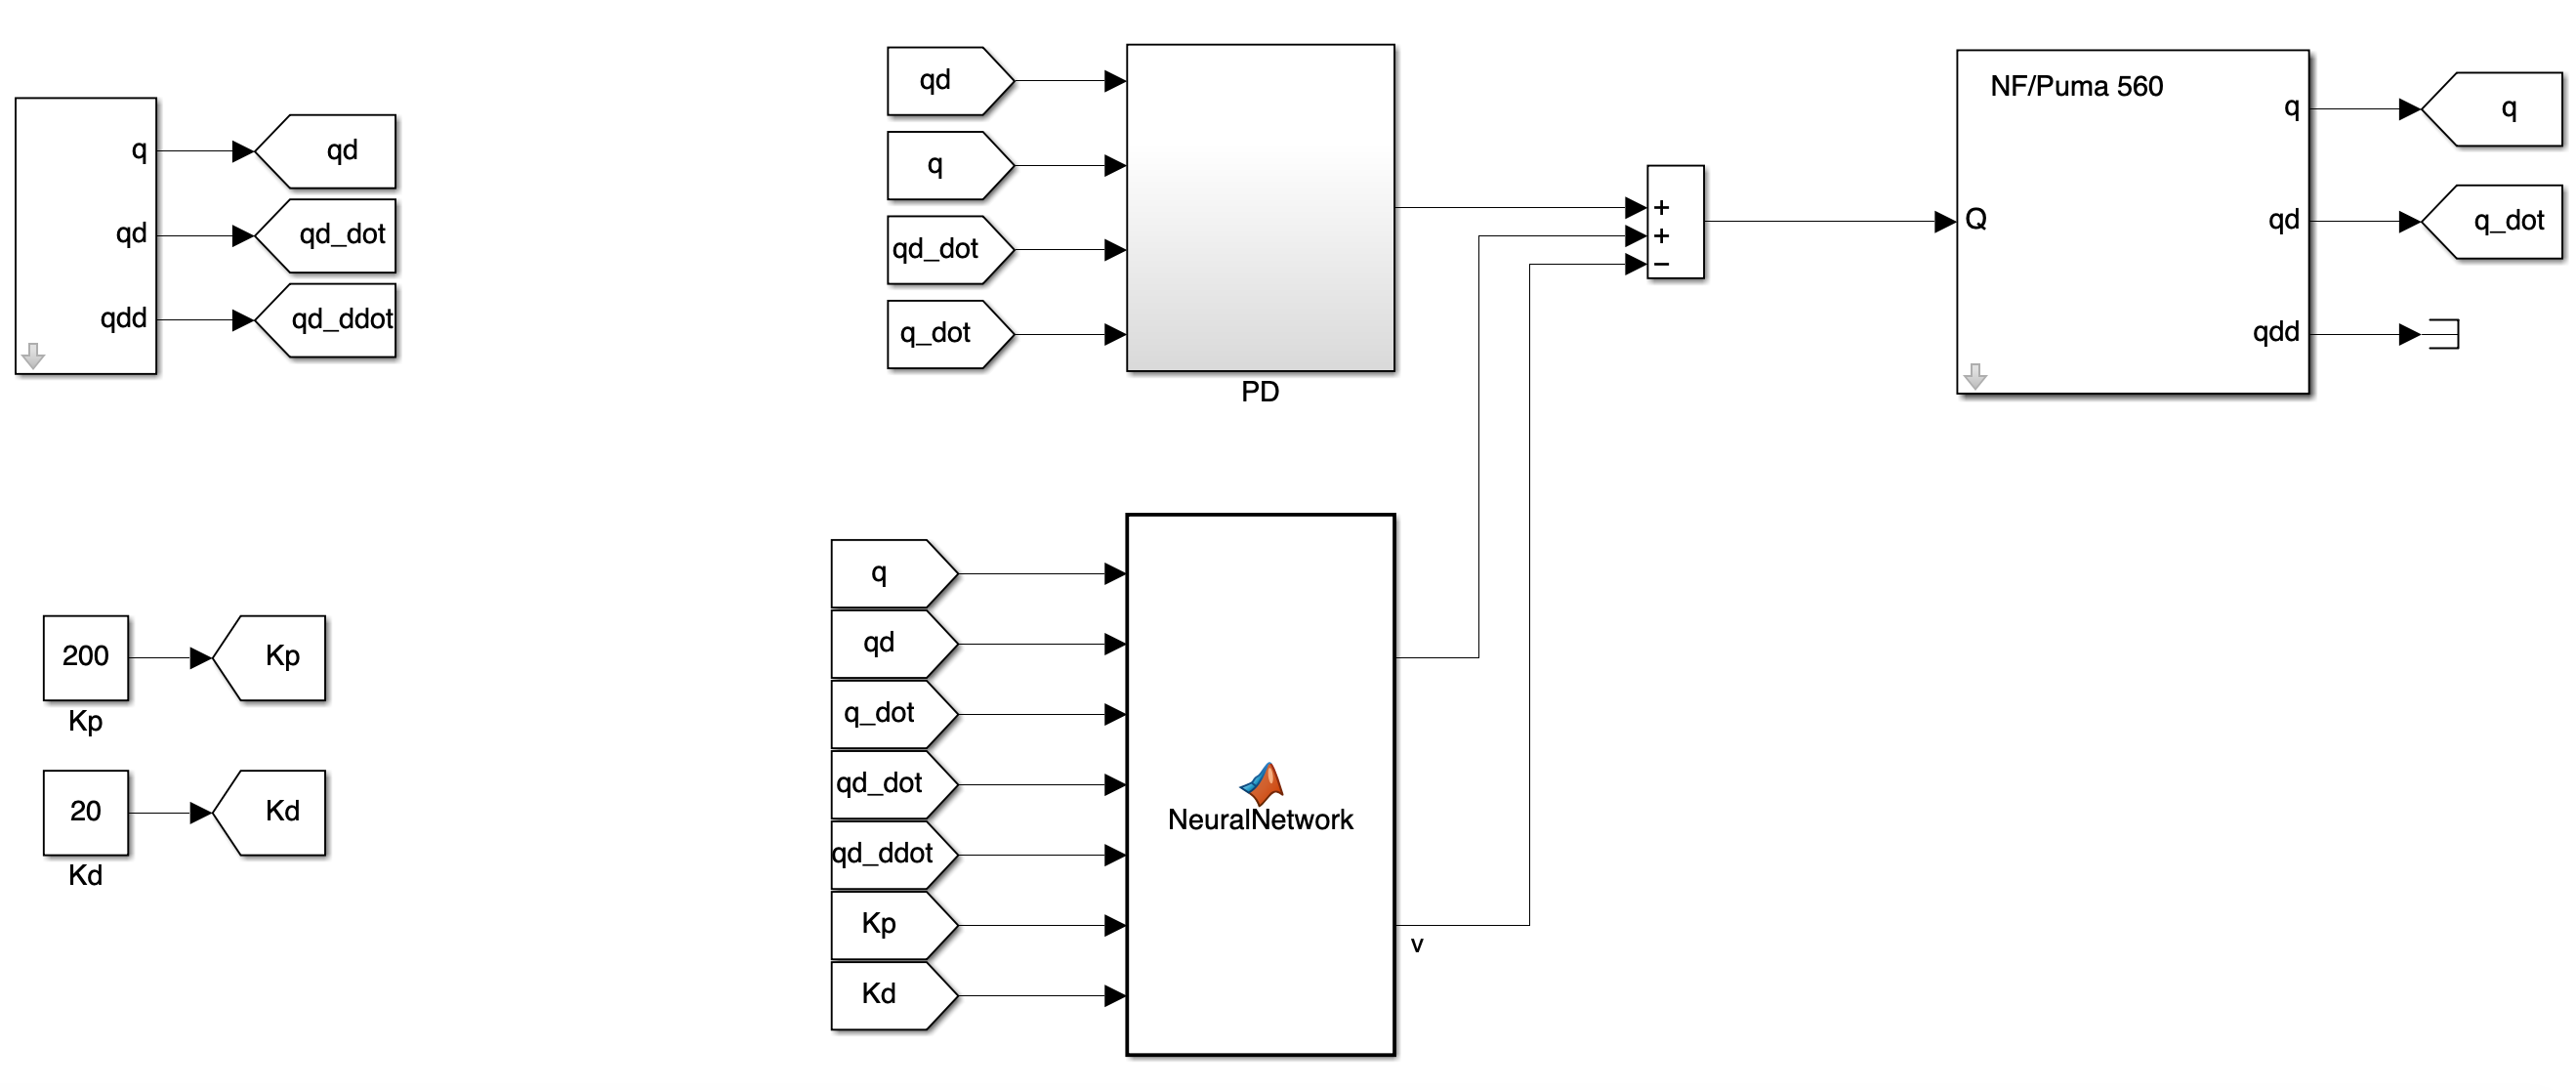 q
qd
qdd
qd
qd_dot
qd_ddot
200
Kp
Kp
20
Kd
Kd
qd
q
qd_dot
q_dot
PD
q
qd
q_dot
qd_dot
qd_ddot
Kp
Kd
NeuralNetwork
v
+
+
−
NF/Puma 560
Q
q
qd
qdd
q
q_dot